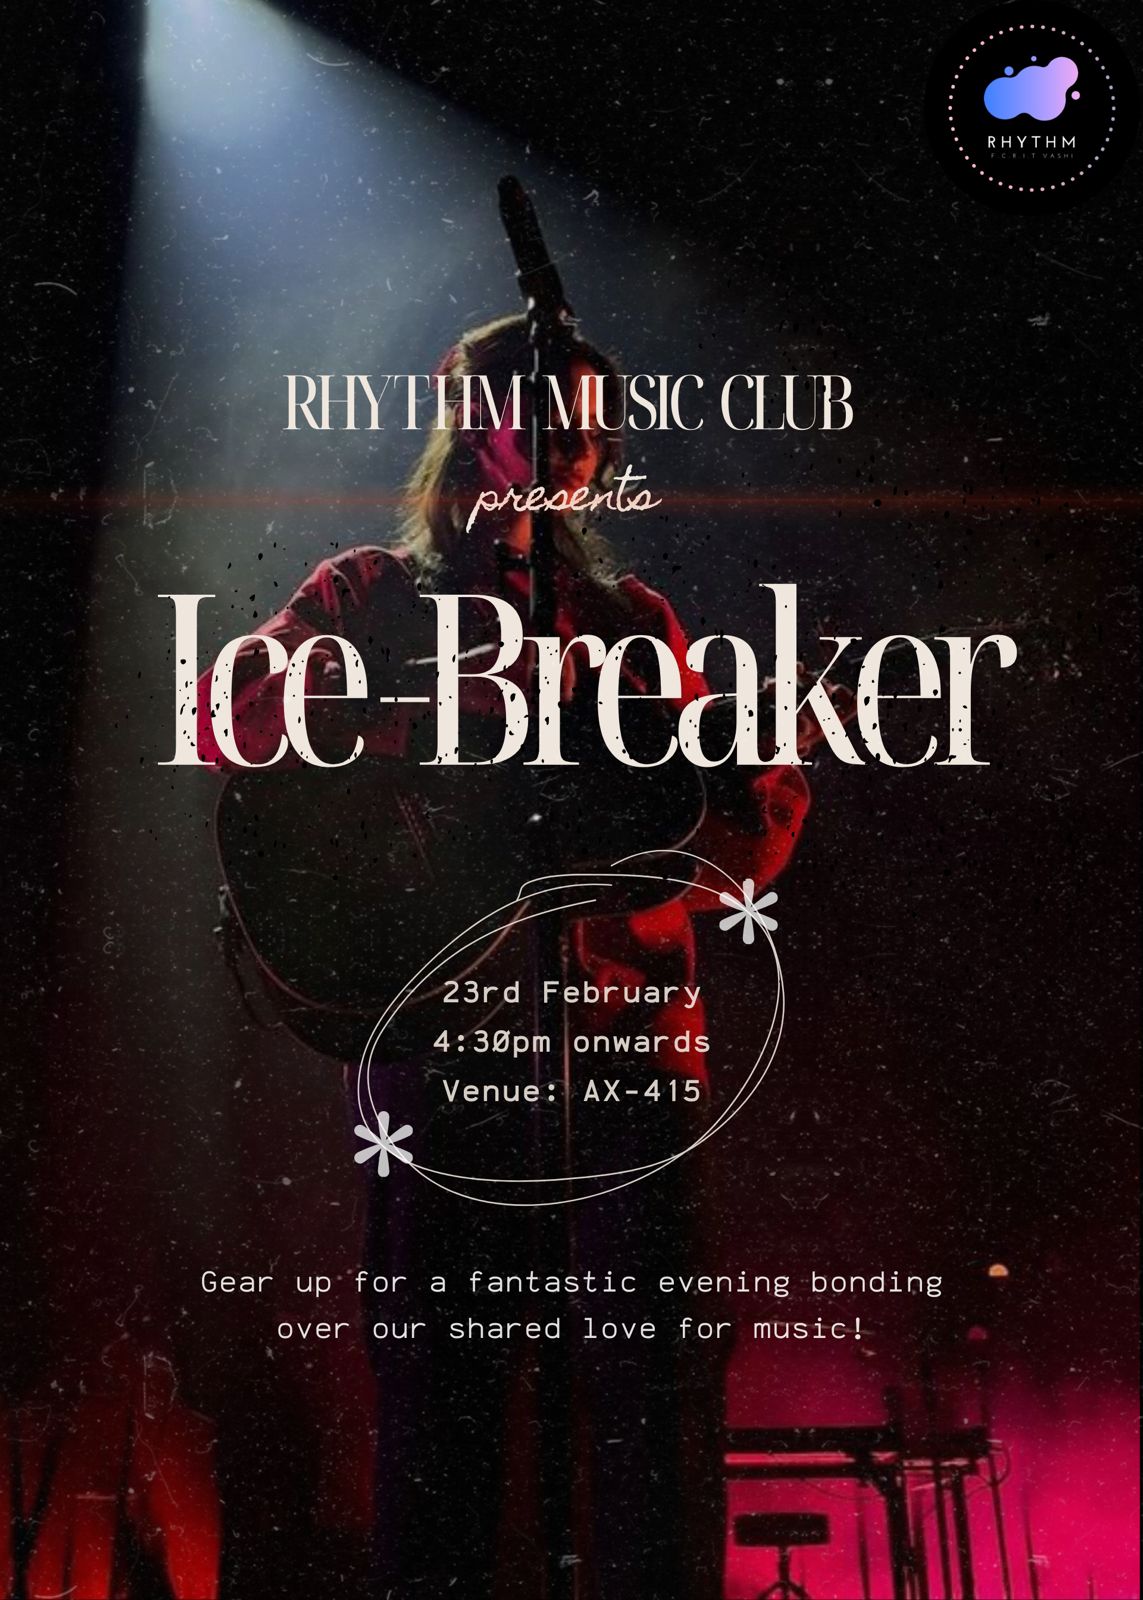 RHYTHM
F.C.R.I.T VASHI
RHYTHM MUSIC CLUB
presents
Ice-Breaker
23rd February
4:30pm onwards
Venue: AX-415
Gear up for a fantastic evening bonding
over our shared love for music!